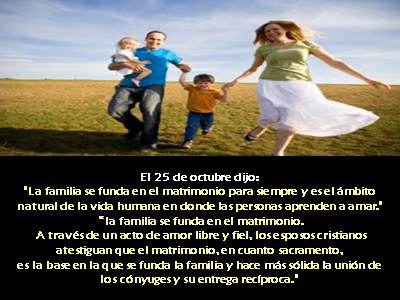 El 25 de octubre dijo:
"La familia se funda en el matrimonio para siempre y es el ámbito
natural de la vida humana en donde las personas aprenden a amar."
"la familia se funda en el matrimonio.
A través de un acto de amor libre y fiel, los esposos cristianos
atestiguan que el matrimonio, en cuanto sacramento,
es la base en la que se funda la familia y hace más sólida la unión de
los cónyuges y su entrega recíproca."